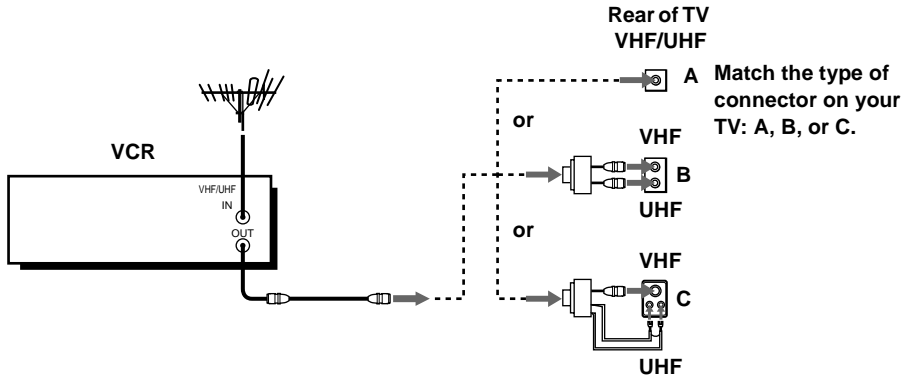 Rear of TV
VHF/UHF
A
Match the type of
connector on your
TV: A, B, or C.
or
VHF
VCR
B
VHF/UHF
IN
UHF
OUT
or
VHF
C
UHF